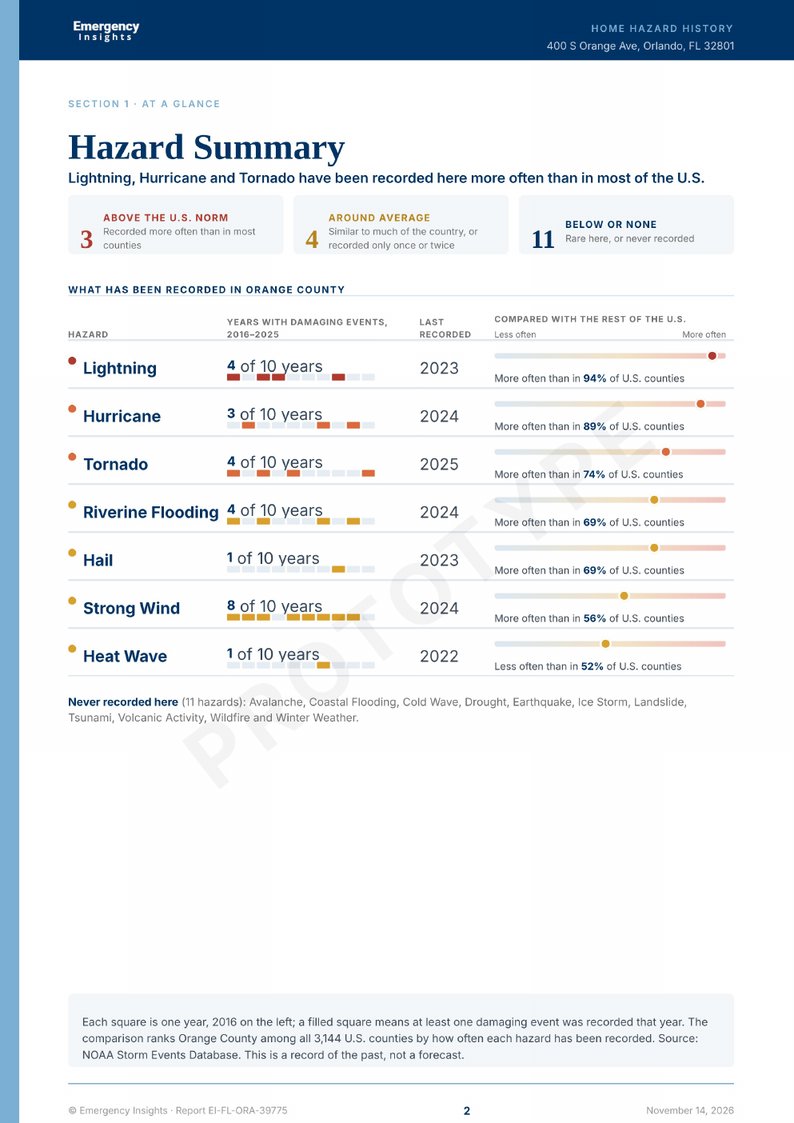 Emergency
Insights
HOME HAZARD HISTORY
400 S Orange Ave, Orlando, FL 32801
SECTION 1 · AT A GLANCE
Hazard Summary
Lightning, Hurricane and Tornado have been recorded here more often than in most of the U.S.
3
ABOVE THE U.S. NORM
Recorded more often than in most
counties
4
AROUND AVERAGE
Similar to much of the country, or
recorded only once or twice
11
BELOW OR NONE
Rare here, or never recorded
WHAT HAS BEEN RECORDED IN ORANGE COUNTY
HAZARD
YEARS WITH DAMAGING EVENTS,
2016–2025
LAST
RECORDED
COMPARED WITH THE REST OF THE U.S.
Less often More often
Lightning 4 of 10 years 2023
More often than in 94% of U.S. counties
Hurricane 3 of 10 years 2024
More often than in 89% of U.S. counties
Tornado 4 of 10 years 2025
More often than in 74% of U.S. counties
Riverine Flooding 4 of 10 years 2024
More often than in 69% of U.S. counties
Hail 1 of 10 years 2023
More often than in 69% of U.S. counties
Strong Wind 8 of 10 years 2024
More often than in 56% of U.S. counties
Heat Wave 1 of 10 years 2022
Less often than in 52% of U.S. counties
Never recorded here (11 hazards): Avalanche, Coastal Flooding, Cold Wave, Drought, Earthquake, Ice Storm, Landslide,
Tsunami, Volcanic Activity, Wildfire and Winter Weather.
PROTOTYPE
Each square is one year, 2016 on the left; a filled square means at least one damaging event was recorded that year. The
comparison ranks Orange County among all 3,144 U.S. counties by how often each hazard has been recorded. Source:
NOAA Storm Events Database. This is a record of the past, not a forecast.
© Emergency Insights · Report EI-FL-ORA-39775
2
November 14, 2026